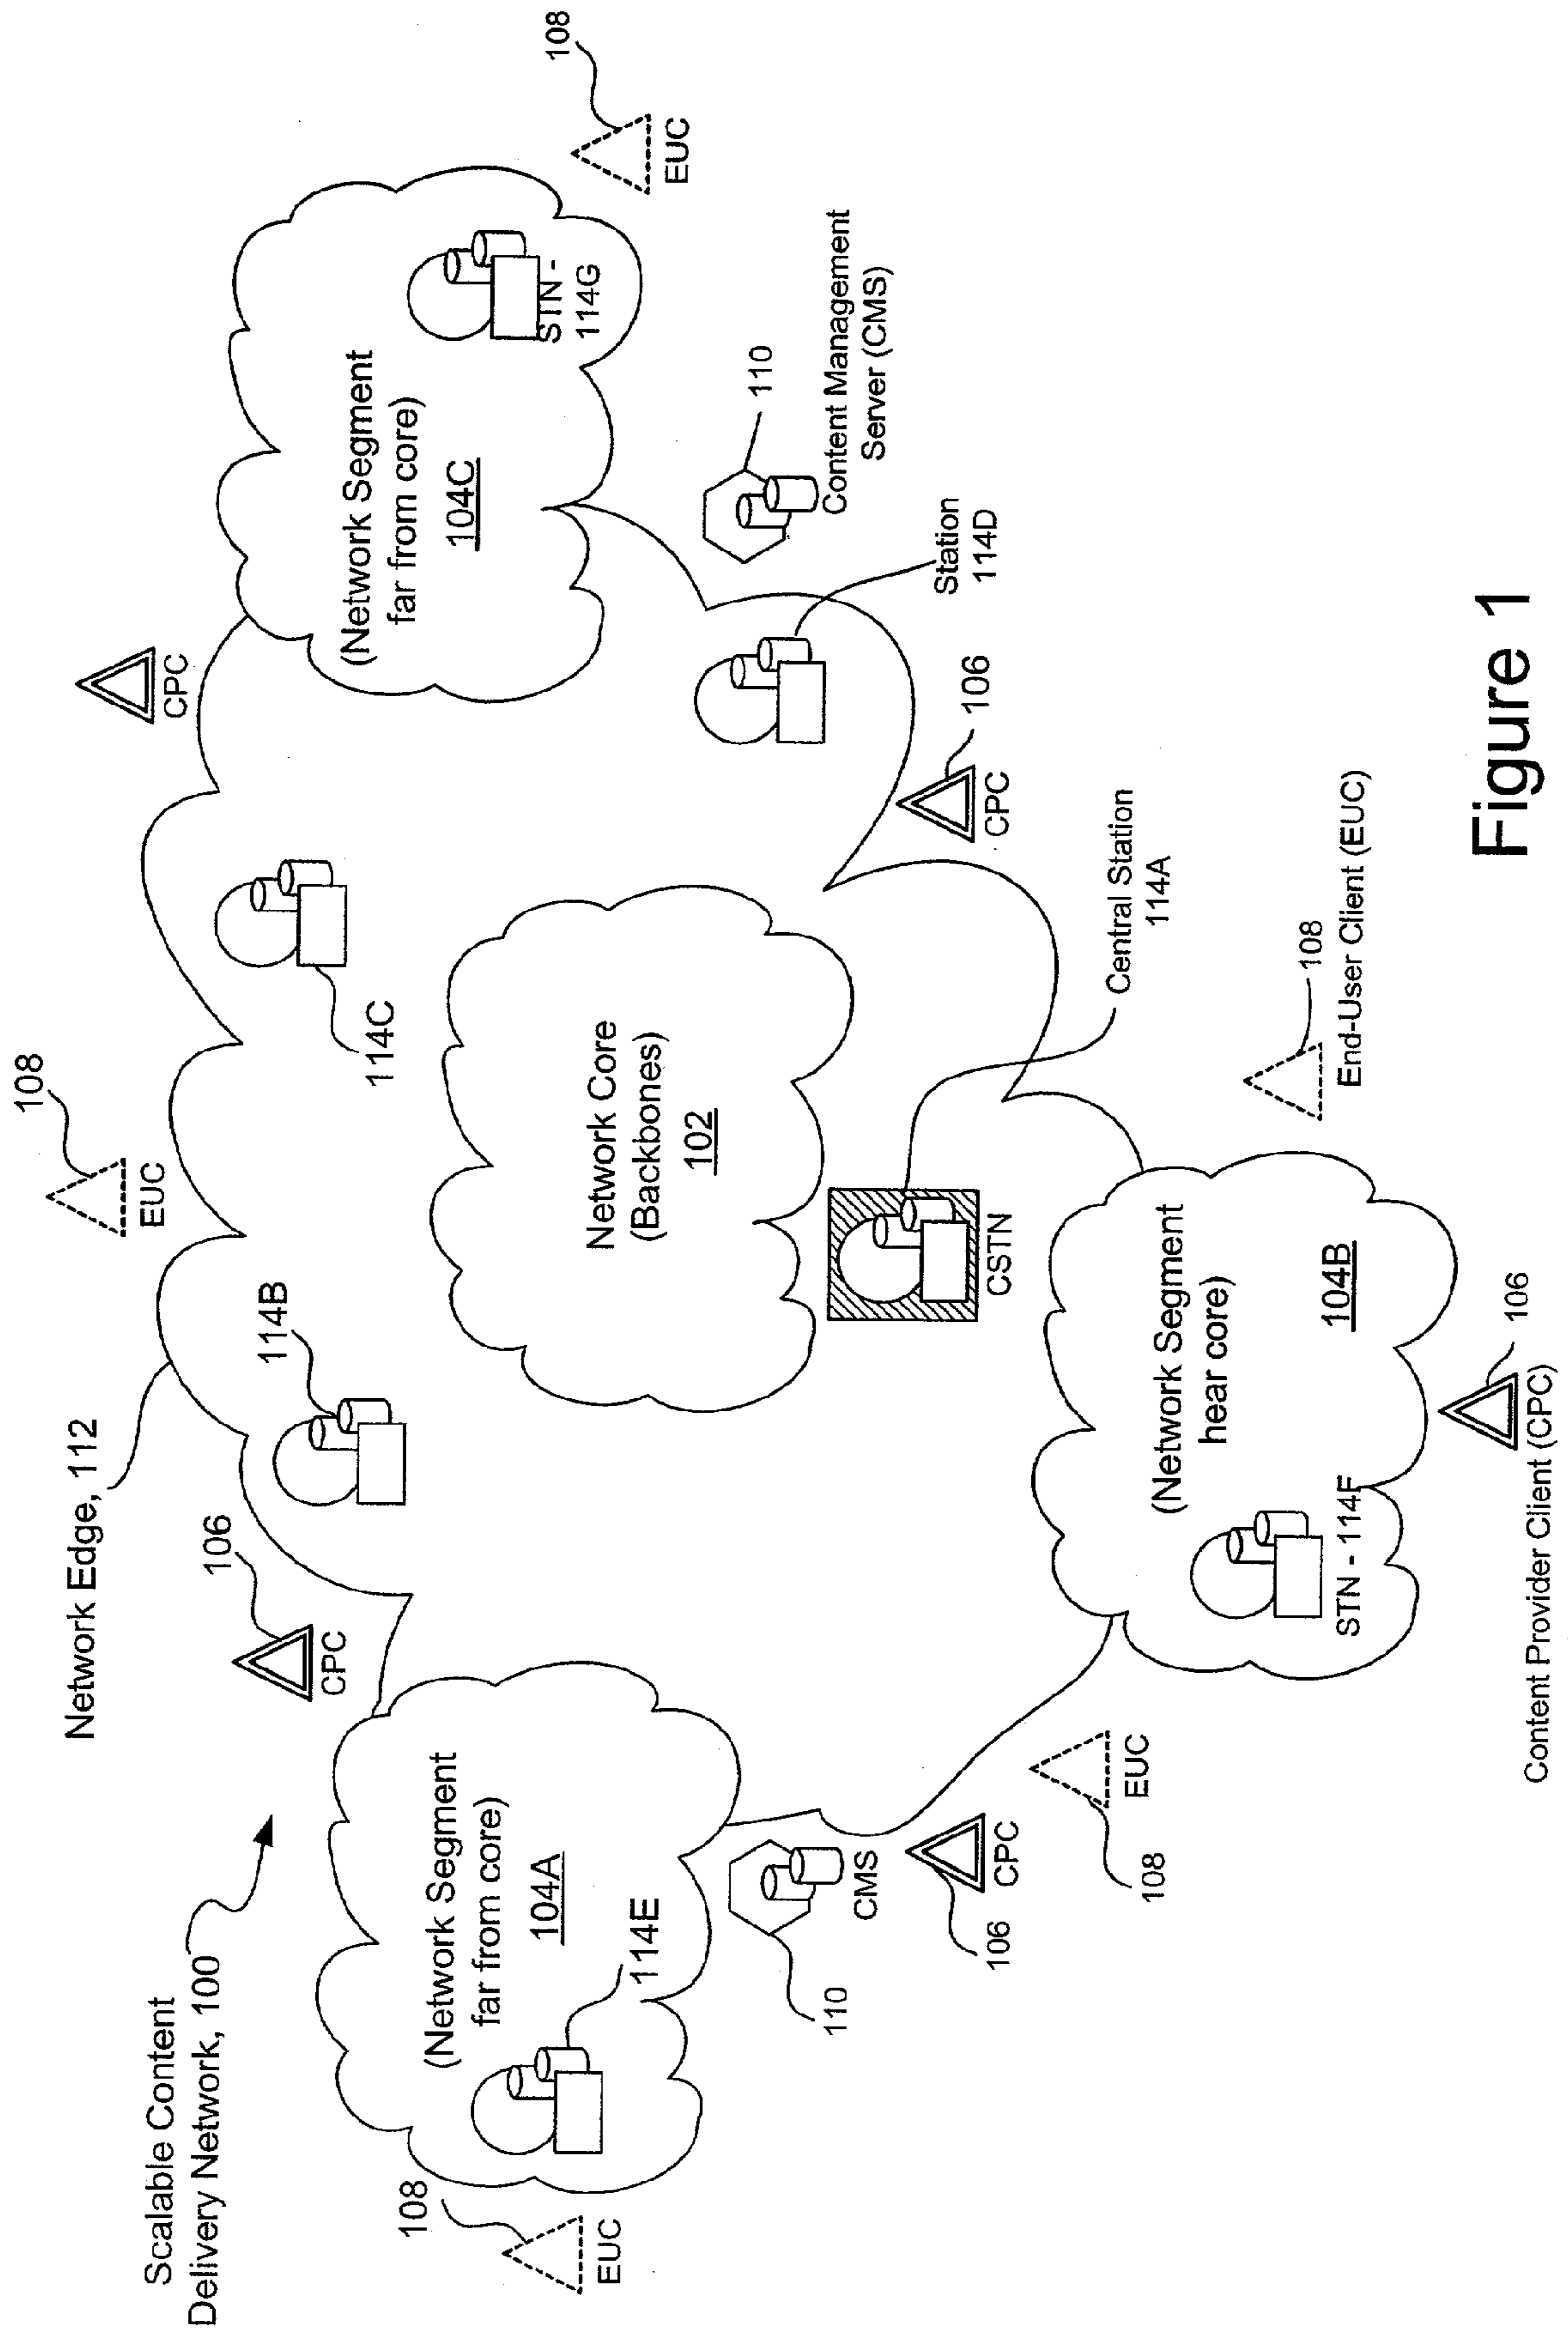 Scalable Content
Delivery Network, 100
Network Edge, 112
108
EUC
CPC
106
CPC
114B
114C
108
EUC
(Network Segment
far from core)
104A
114E
108
EUC
Network Core
(Backbones)
102
(Network Segment
far from core)
104C
STN -
114G
108
EUC
110
CMS
110
Content Management
Server (CMS)
Station
114D
CSTN
Central Station
114A
106
CPC
106
CPC
108
EUC
(Network Segment
hear core)
104B
STN - 114F
108
End-User Client (EUC)
106
Content Provider Client (CPC)
Figure 1